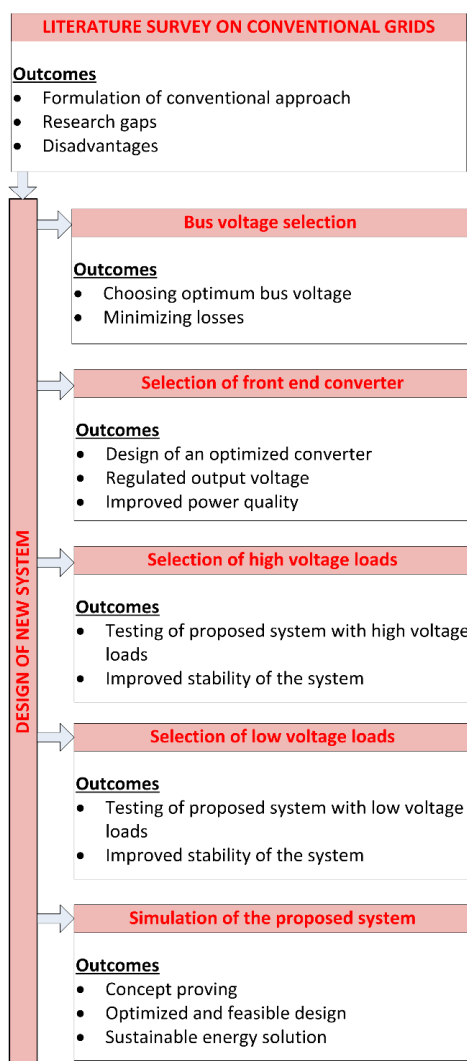 LITERATURE SURVEY ON CONVENTIONAL GRIDS
Outcomes
• Formulation of conventional approach
• Research gaps
• Disadvantages
DESIGN OF NEW SYSTEM
Bus voltage selection
Outcomes
• Choosing optimum bus voltage
• Minimizing losses
Selection of front end converter
Outcomes
• Design of an optimized converter
• Regulated output voltage
• Improved power quality
Selection of high voltage loads
Outcomes
• Testing of proposed system with high voltage
loads
• Improved stability of the system
Selection of low voltage loads
Outcomes
• Testing of proposed system with low voltage
loads
• Improved stability of the system
Simulation of the proposed system
Outcomes
• Concept proving
• Optimized and feasible design
• Sustainable energy solution